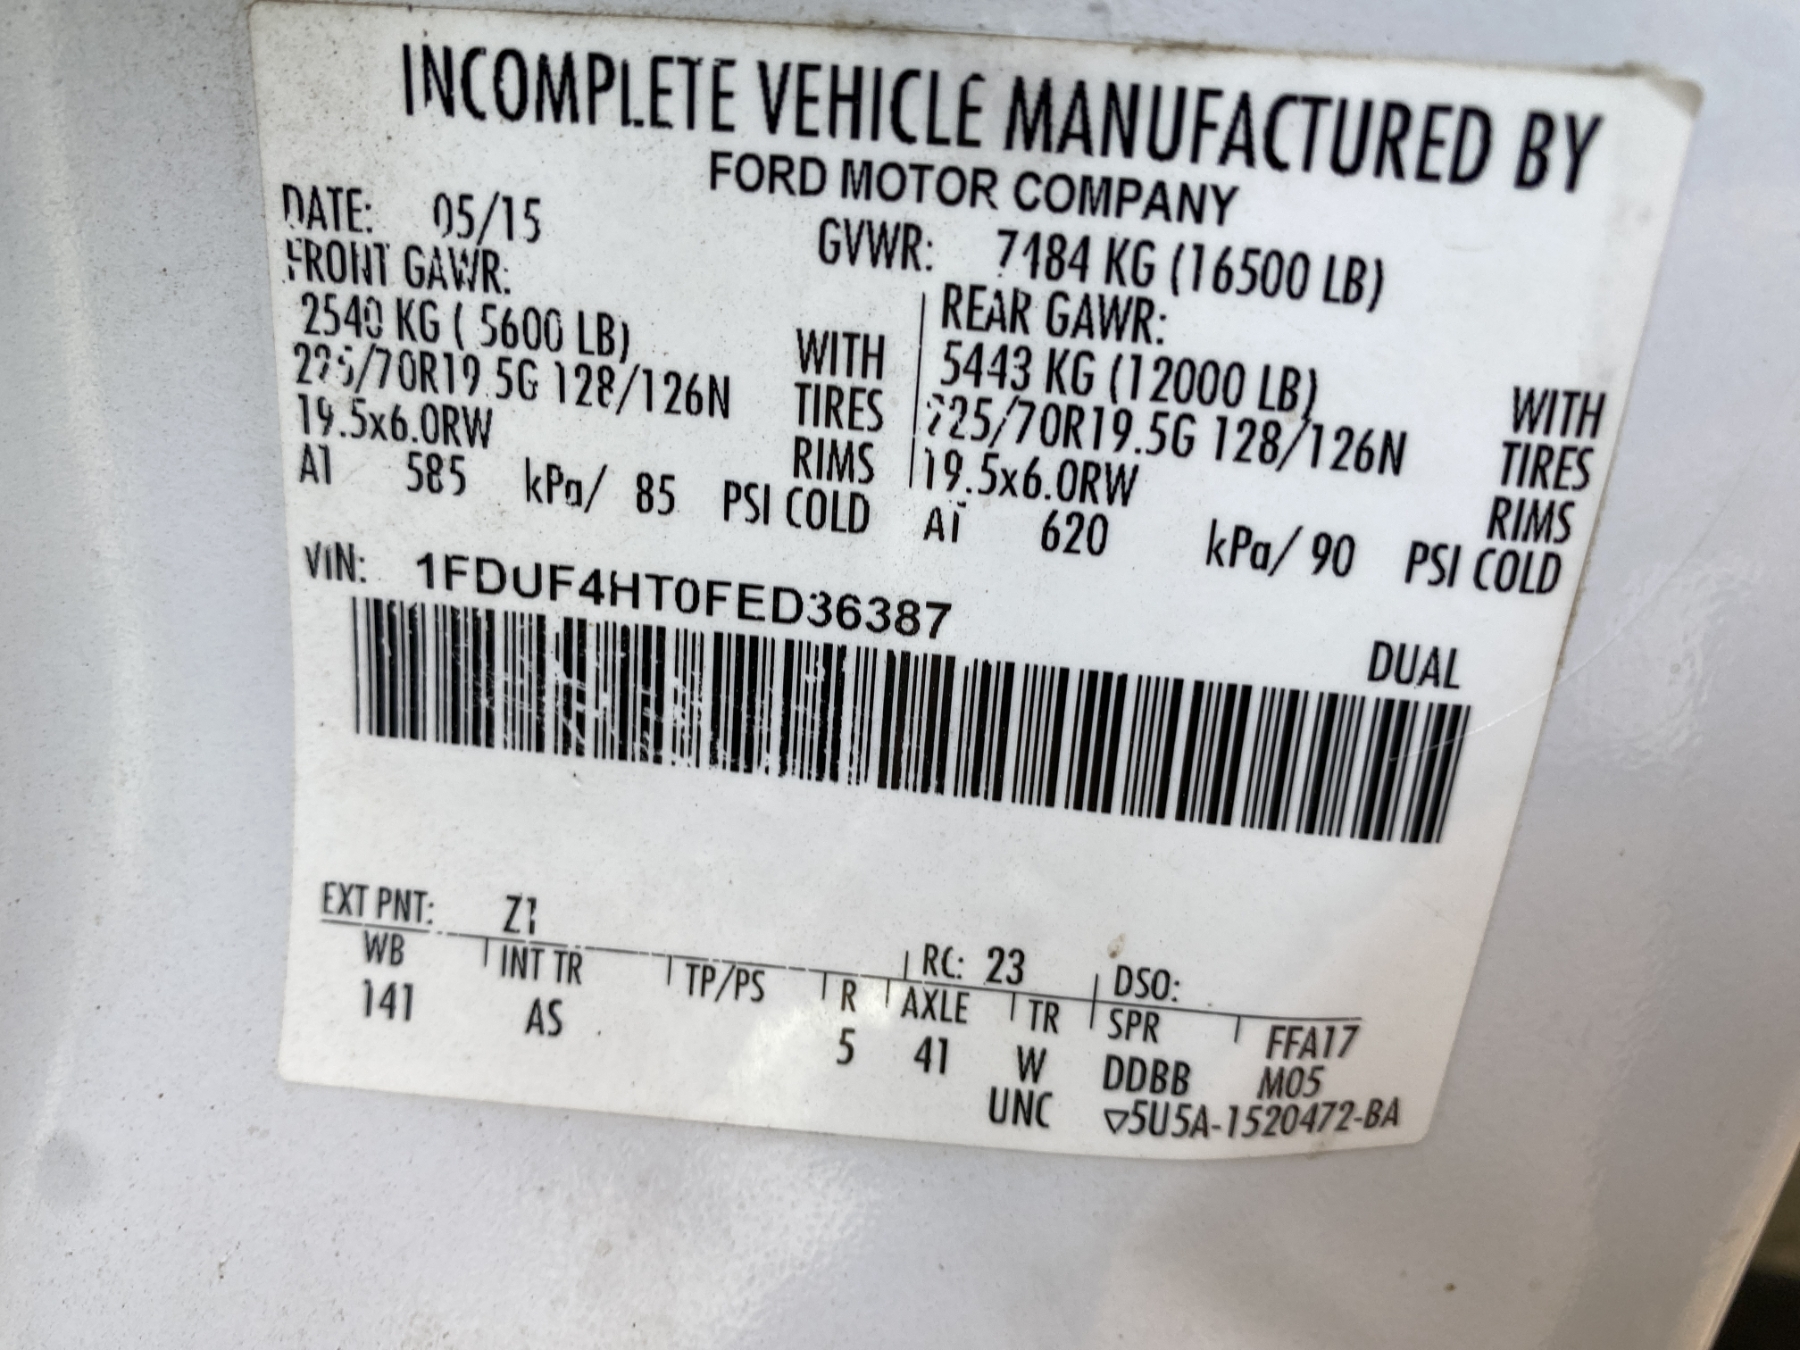 INCOMPLETE VEHICLE MANUFACTURED BY
FORD MOTOR COMPANY
DATE: 05/15 GVWR: 7484 KG (16500 LB)
FRONT GAWR: REAR GAWR:
2540 KG ( 5600 LB) WITH 5443 KG (12000 LB) WITH
225/70R19.5G 128/126N TIRES 225/70R19.5G 128/126N TIRES
19.5x6.0RW RIMS 19.5x6.0RW RIMS
AT 585 kPa/ 85 PSI COLD AT 620 kPa/ 90 PSI COLD
VIN: 1FDUF4HT0FED36387
DUAL
EXT PNT: Z1 RC: 23 DSO:
WB INT TR TP/PS R AXLE TR SPR FFA17
141 AS 5 41 W DDBB M05
UNC ▽5U5A-1520472-BA